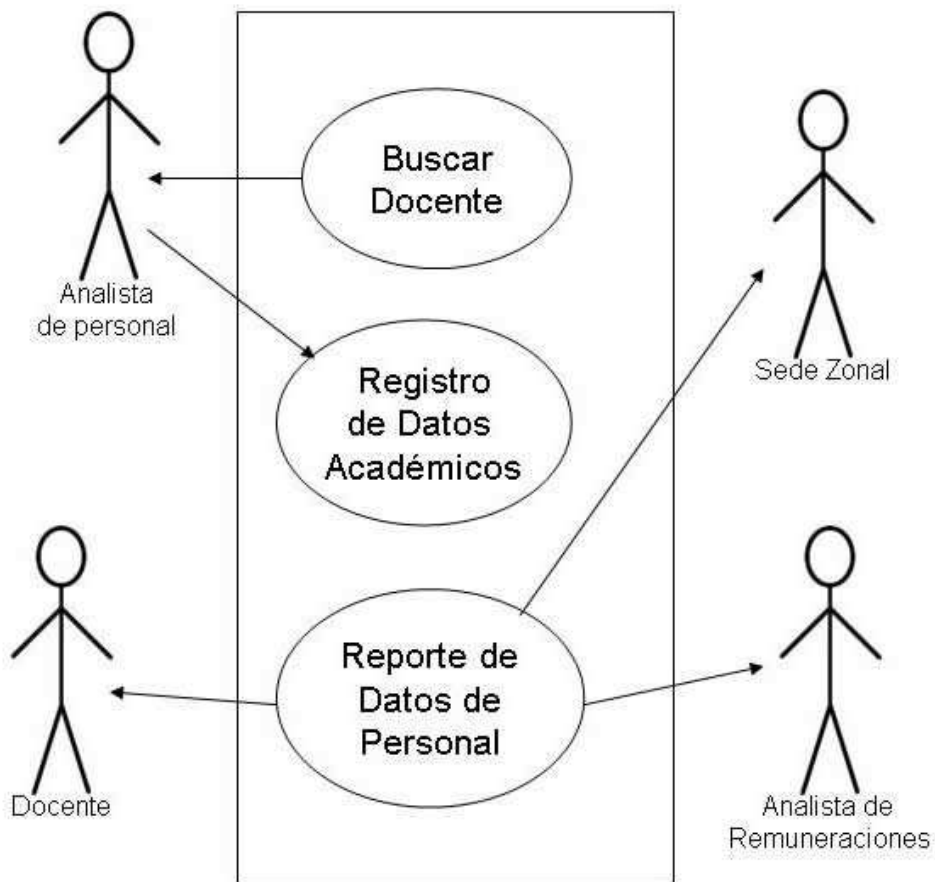 Buscar
Docente
Analista
de personal
Registro
de Datos
Académicos
Sede Zonal
Reporte de
Datos de
Personal
Docente
Analista de
Remuneraciones